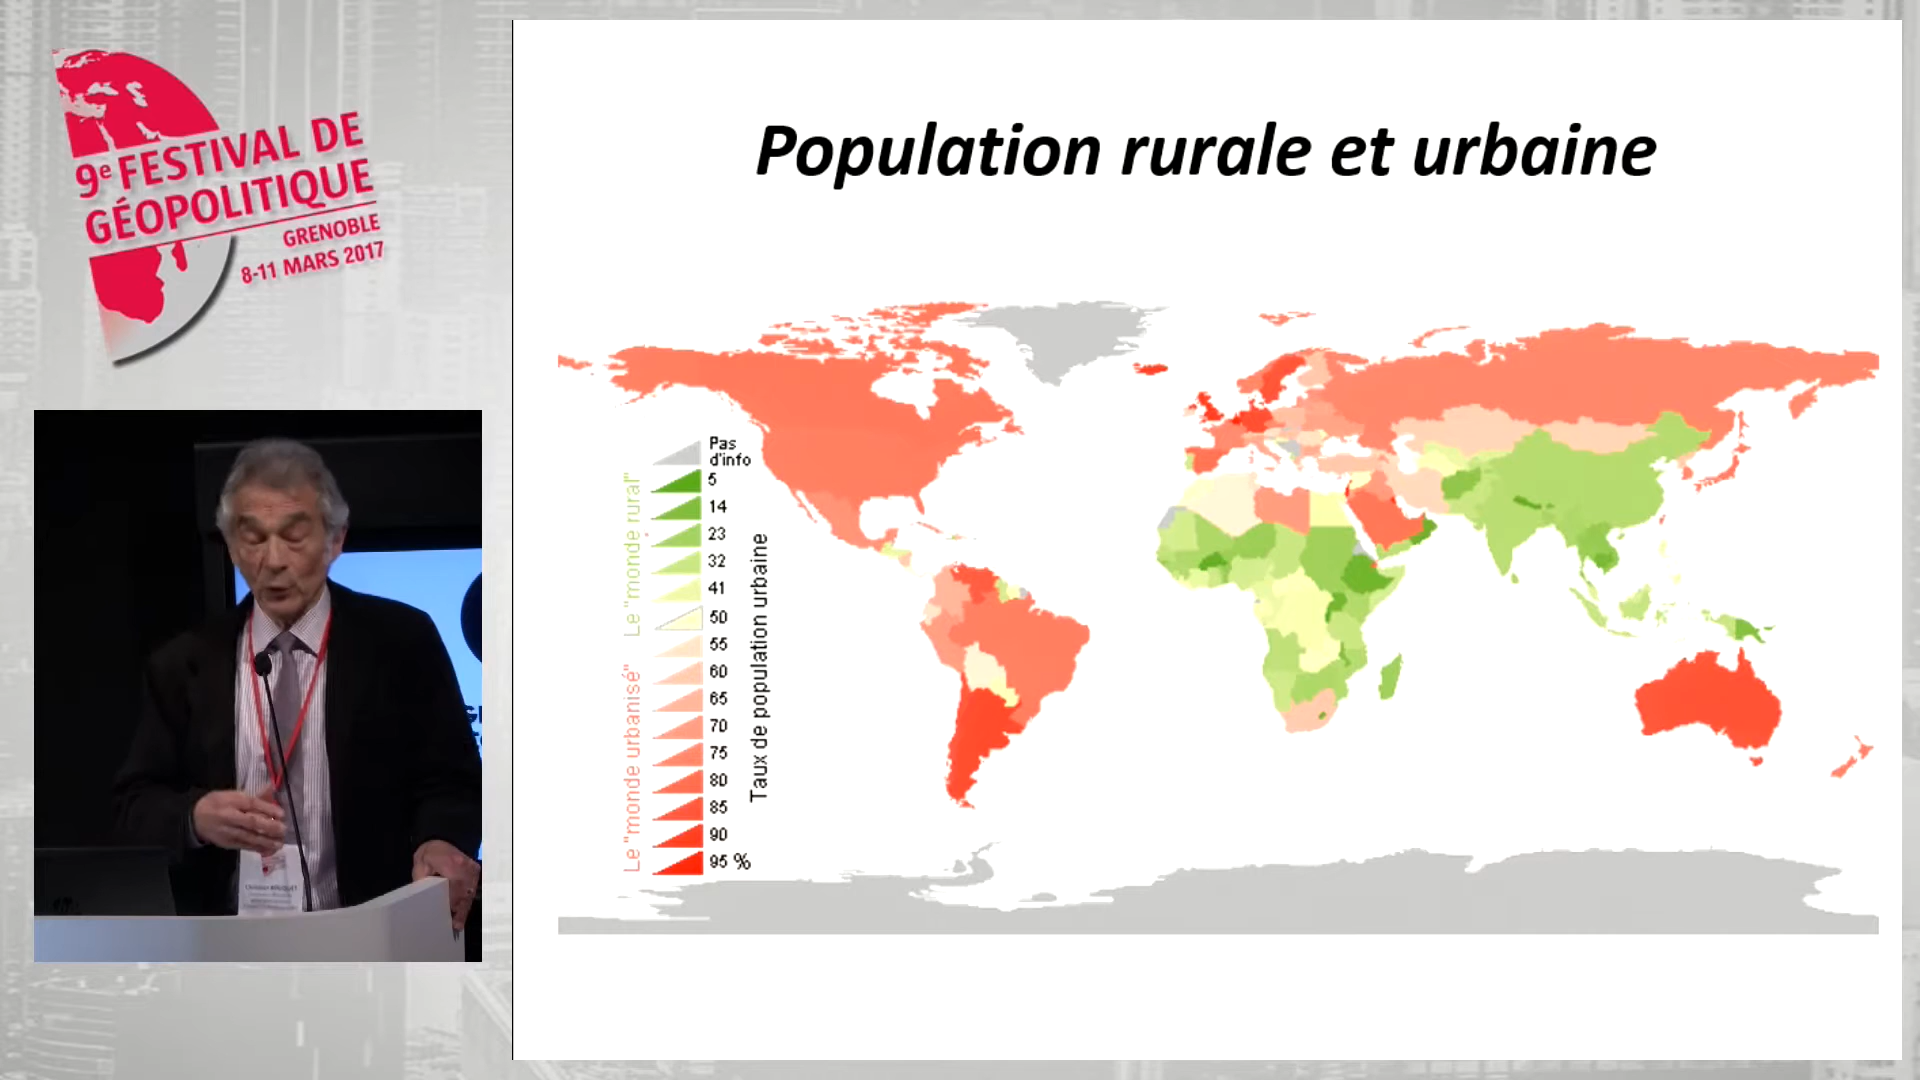 9e FESTIVAL DE
GÉOPOLITIQUE
GRENOBLE
8-11 MARS 2017
Population rurale et urbaine
Pas
d'info
5
14
23
32
41
50
55
60
65
70
75
80
85
90
95 %
Le "monde rural"
Le "monde urbanisé"
Taux de population urbaine